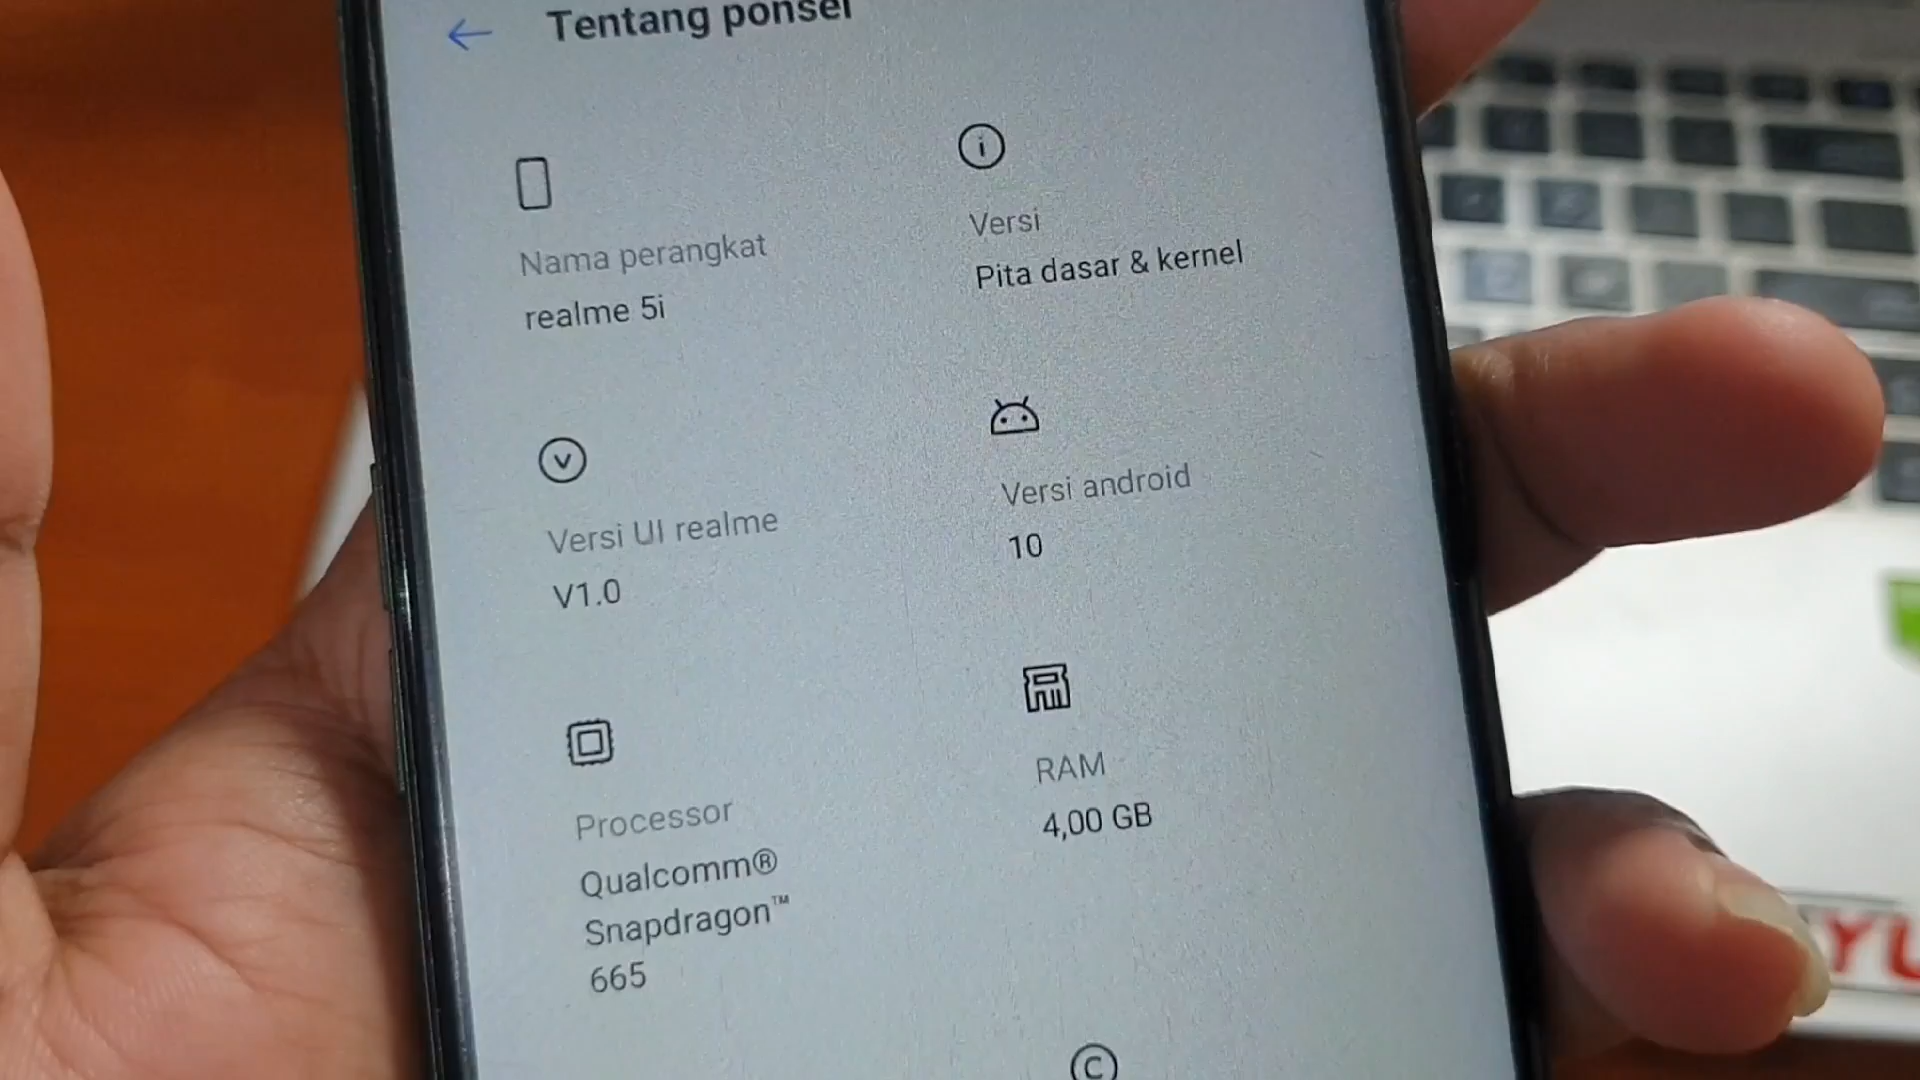 Tentang ponsel
Nama perangkat
realme 5i
Versi
Pita dasar & kernel
Versi UI realme
V1.0
Versi android
10
Processor
Qualcomm®
Snapdragon™
665
RAM
4,00 GB
YU